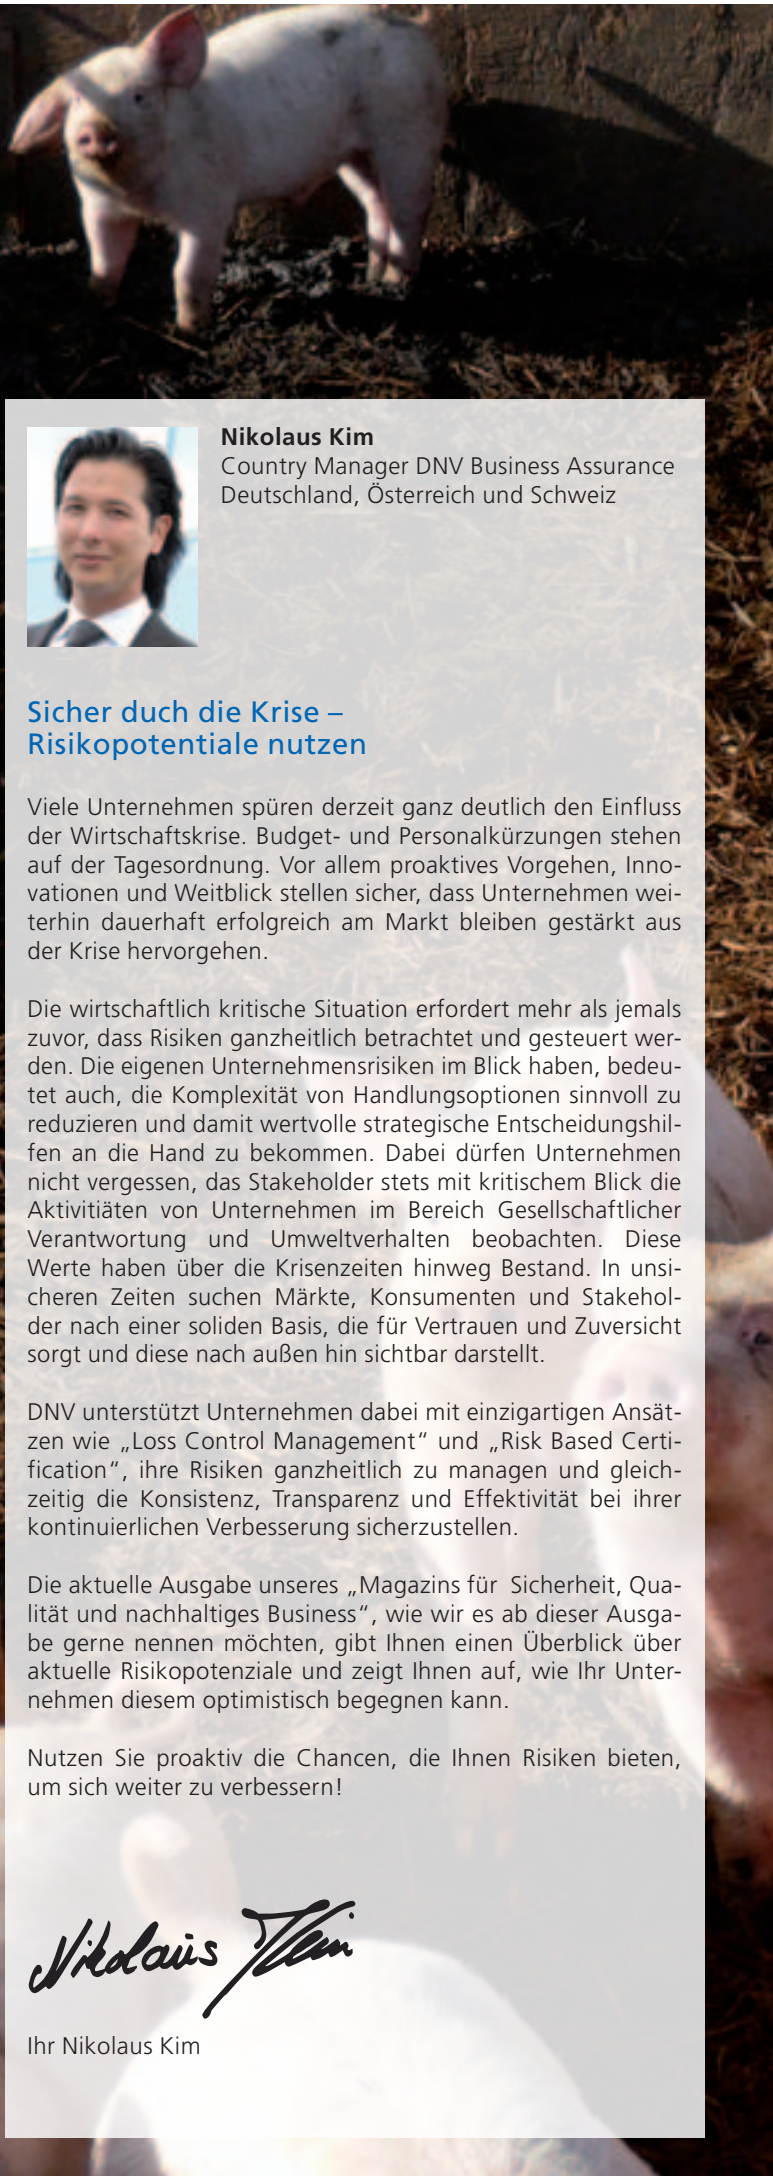 Nikolaus Kim
Country Manager DNV Business Assurance
Deutschland, Österreich und Schweiz
Sicher duch die Krise –
Risikopotentiale nutzen
Viele Unternehmen spüren derzeit ganz deutlich den Einfluss
der Wirtschaftskrise. Budget- und Personalkürzungen stehen
auf der Tagesordnung. Vor allem proaktives Vorgehen, Inno-
vationen und Weitblick stellen sicher, dass Unternehmen wei-
terhin dauerhaft erfolgreich am Markt bleiben gestärkt aus
der Krise hervorgehen.
Die wirtschaftlich kritische Situation erfordert mehr als jemals
zuvor, dass Risiken ganzheitlich betrachtet und gesteuert wer-
den. Die eigenen Unternehmensrisiken im Blick haben, bedeu-
tet auch, die Komplexität von Handlungsoptionen sinnvoll zu
reduzieren und damit wertvolle strategische Entscheidungshil-
fen an die Hand zu bekommen. Dabei dürfen Unternehmen
nicht vergessen, das Stakeholder stets mit kritischem Blick die
Aktivitiäten von Unternehmen im Bereich Gesellschaftlicher
Verantwortung und Umweltverhalten beobachten. Diese
Werte haben über die Krisenzeiten hinweg Bestand. In unsi-
cheren Zeiten suchen Märkte, Konsumenten und Stakehol-
der nach einer soliden Basis, die für Vertrauen und Zuversicht
sorgt und diese nach außen hin sichtbar darstellt.
DNV unterstützt Unternehmen dabei mit einzigartigen Ansät-
zen wie „Loss Control Management“ und „Risk Based Certi-
fication“, ihre Risiken ganzheitlich zu managen und gleich-
zeitig die Konsistenz, Transparenz und Effektivität bei ihrer
kontinuierlichen Verbesserung sicherzustellen.
Die aktuelle Ausgabe unseres „Magazins für  Sicherheit, Qua-
lität und nachhaltiges Business“, wie wir es ab dieser Ausga-
be gerne nennen möchten, gibt Ihnen einen Überblick über
aktuelle Risikopotenziale und zeigt Ihnen auf, wie Ihr Unter-
nehmen diesem optimistisch begegnen kann.
Nutzen Sie proaktiv die Chancen, die Ihnen Risiken bieten,
um sich weiter zu verbessern!
Nikolaus Kim
Ihr Nikolaus Kim